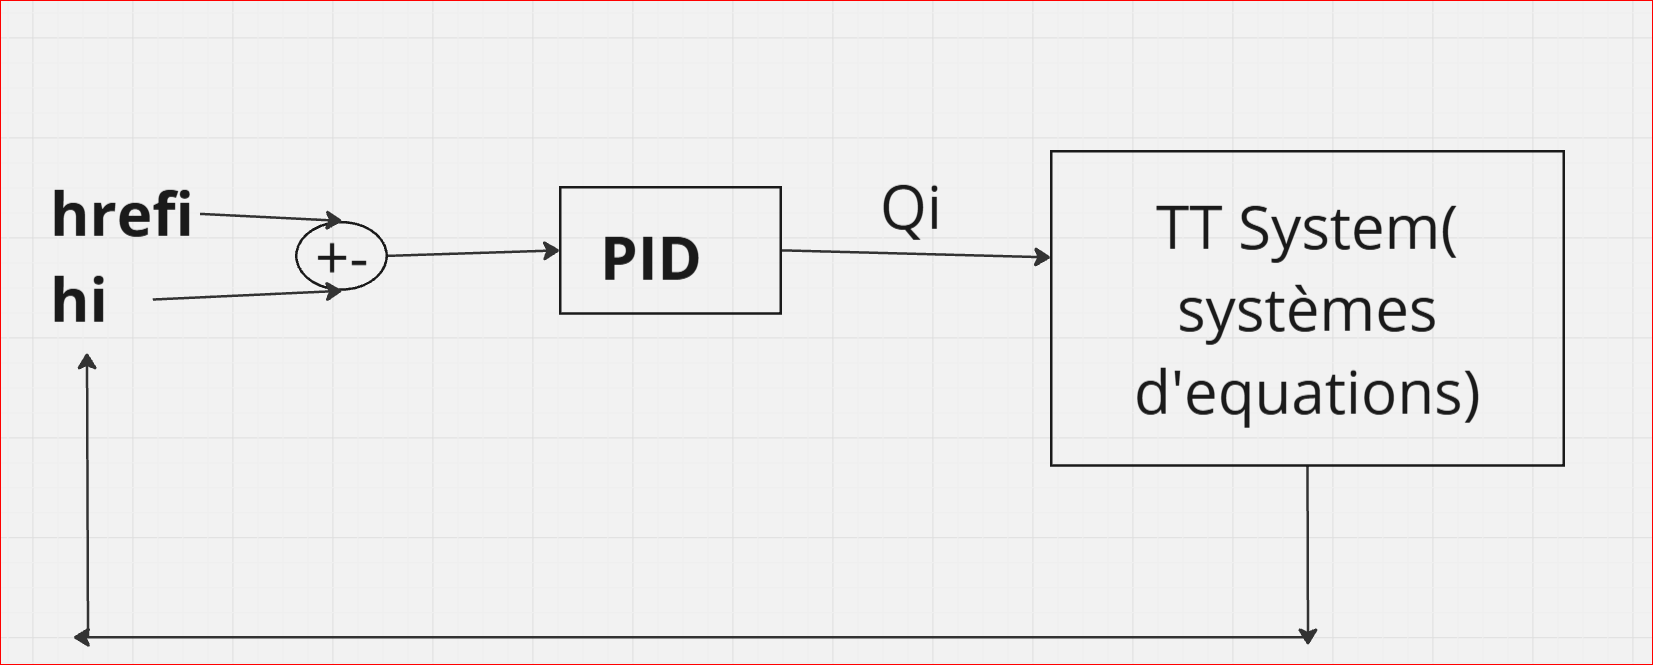 hrefi
hi
+-
PID
Qi
TT System(
systèmes
d'equations)